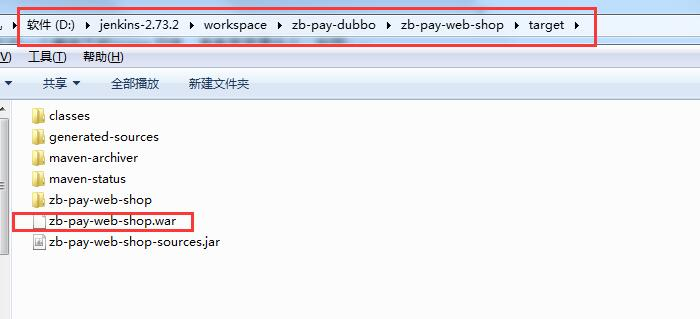 软件 (D:) ▸ jenkins-2.73.2 ▸ workspace ▸ zb-pay-dubbo ▸ zb-pay-web-shop ▸ target ▸
(V) 工具(T) 帮助(H)
共享 全部播放 新建文件夹
classes
generated-sources
maven-archiver
maven-status
zb-pay-web-shop
zb-pay-web-shop.war
zb-pay-web-shop-sources.jar